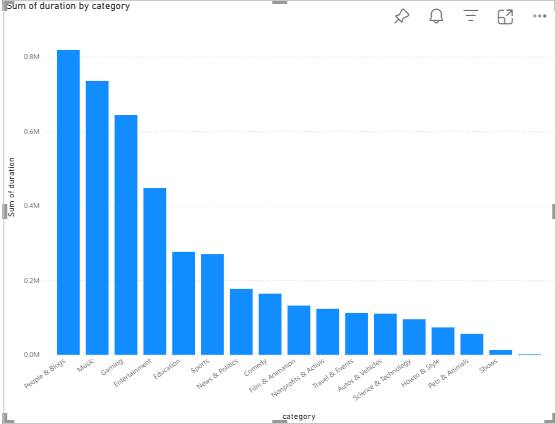 Sum of duration by category
Sum of duration
0.8M
0.6M
0.4M
0.2M
0.0M
People & Blogs
Music
Gaming
Entertainment
Education
Sports
News & Politics
Comedy
Film & Animation
Nonprofits & Activis
Travel & Events
Autos & Vehicles
Science & Technology
Howto & Style
Pets & Animals
Shows
category